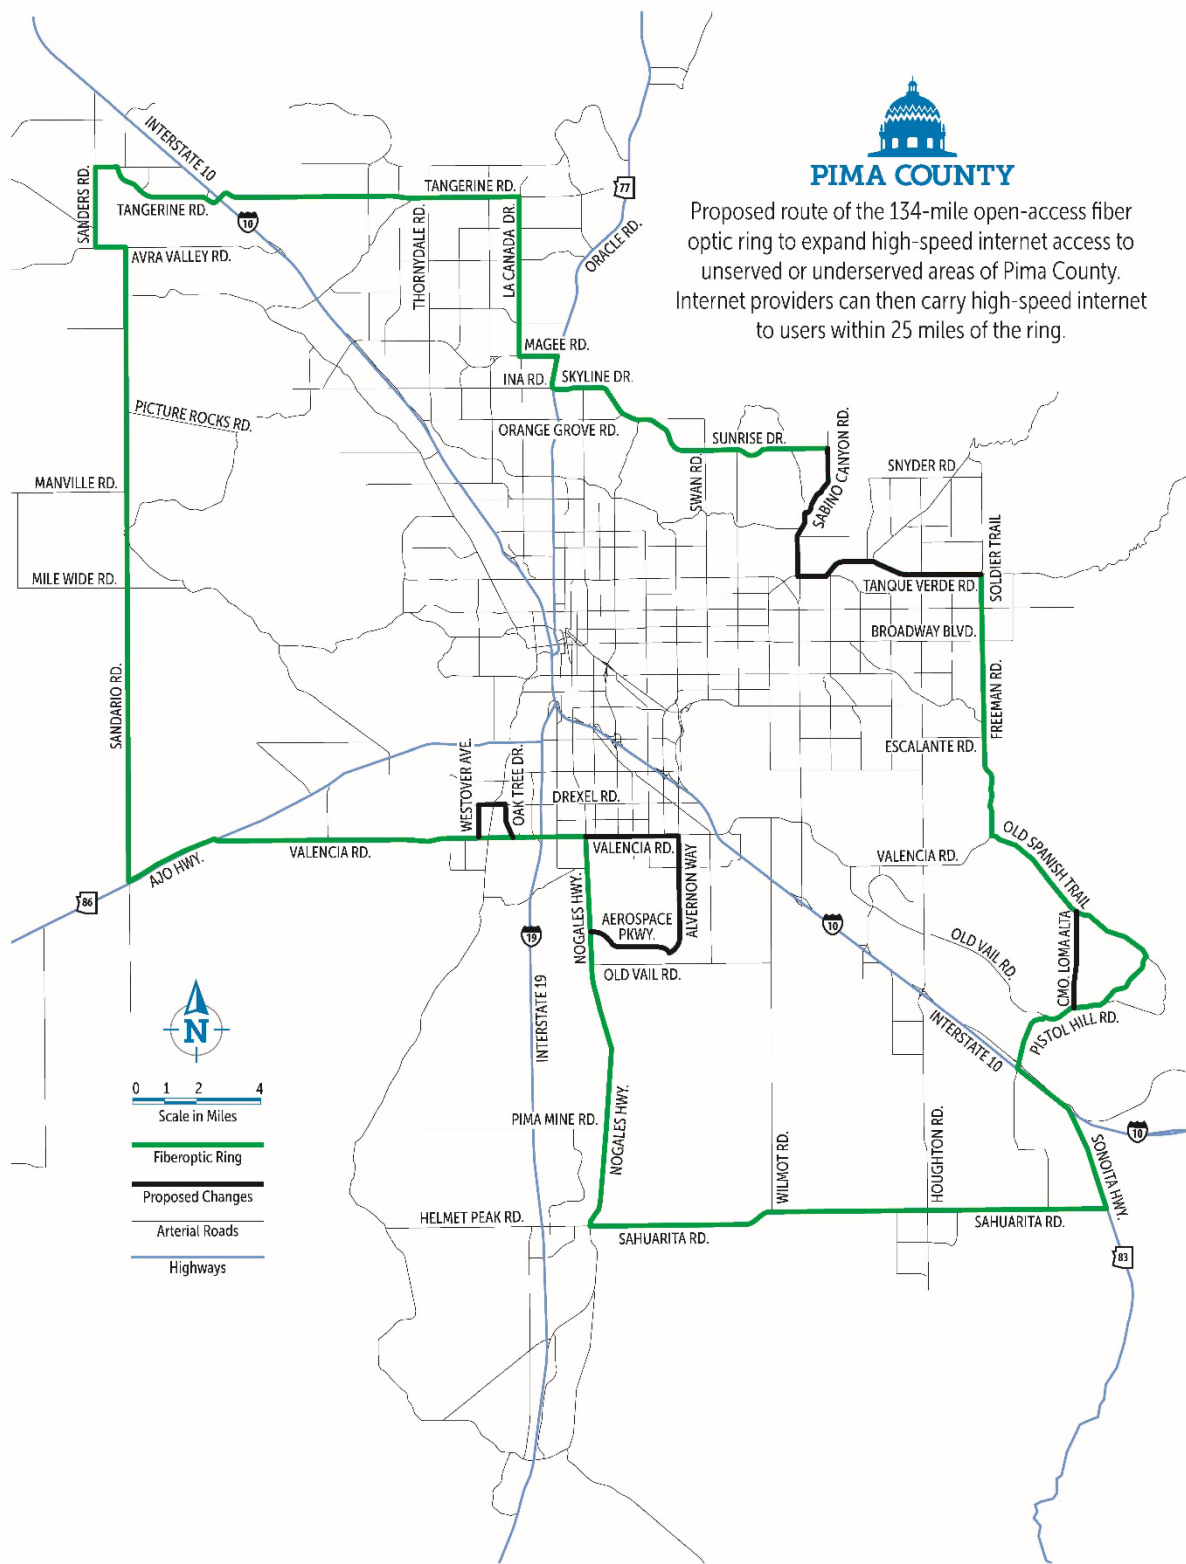 PIMA COUNTY
Proposed route of the 134-mile open-access fiber
optic ring to expand high-speed internet access to
unserved or underserved areas of Pima County.
Internet providers can then carry high-speed internet
to users within 25 miles of the ring.
INTERSTATE 10
10
77
SANDERS RD.
TANGERINE RD.
TANGERINE RD.
AVRA VALLEY RD.
THORNYDALE RD.
LA CANADA DR.
ORACLE RD.
MAGEE RD.
INA RD.
SKYLINE DR.
PICTURE ROCKS RD.
ORANGE GROVE RD.
SUNRISE DR.
SWAN RD.
SABINO CANYON RD.
SNYDER RD.
MANVILLE RD.
MILE WIDE RD.
SOLDIER TRAIL
TANQUE VERDE RD.
BROADWAY BLVD.
SANDARIO RD.
FREEMAN RD.
ESCALANTE RD.
WESTOVER AVE.
OAK TREE DR.
DREXEL RD.
VALENCIA RD.
VALENCIA RD.
VALENCIA RD.
OLD SPANISH TRAIL
AJO HWY.
86
NOGALES HWY.
AEROSPACE
PKWY.
ALVERNON WAY
19
10
OLD VAIL RD.
OLD VAIL RD.
CMO. LOMA ALTA
PISTOL HILL RD.
INTERSTATE 19
INTERSTATE 10
N
0 1 2 4
Scale in Miles
Fiberoptic Ring
Proposed Changes
Arterial Roads
Highways
PIMA MINE RD.
NOGALES HWY.
WILMOT RD.
HOUGHTON RD.
10
SONOITA HWY.
HELMET PEAK RD.
SAHUARITA RD.
SAHUARITA RD.
83